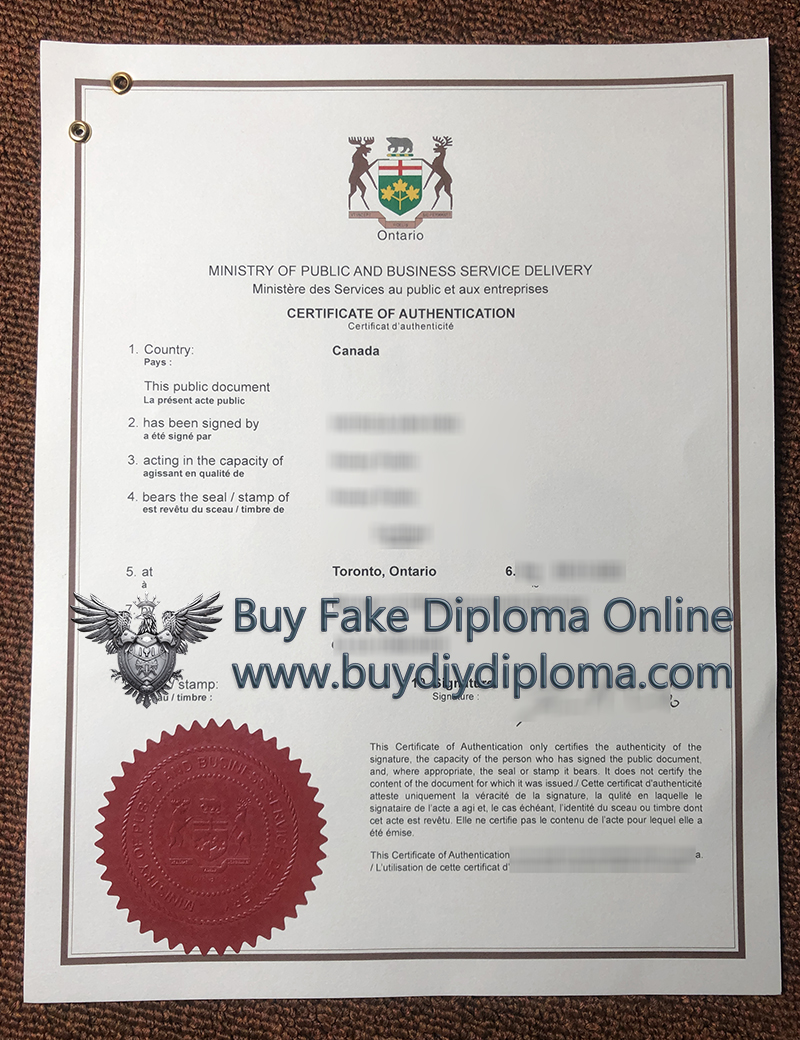 Ontario
MINISTRY OF PUBLIC AND BUSINESS SERVICE DELIVERY
Ministère des Services au public et aux entreprises
CERTIFICATE OF AUTHENTICATION
Certificat d'authenticité
1. Country: Canada
Pays :
This public document
La présent acte public
2. has been signed by
a été signé par
3. acting in the capacity of
agissant en qualité de
4. bears the seal / stamp of
est revêtu du sceau / timbre de
5. at Toronto, Ontario 6.
à
7
Buy Fake Diploma Online
www.buydiydiploma.com
/ stamp: 10. Signature
au / timbre : Signature :
This Certificate of Authentication only certifies the authenticity of the
signature, the capacity of the person who has signed the public document,
and, where appropriate, the seal or stamp it bears. It does not certify the
content of the document for which it was issued./ Cette certificat d'authenticité
atteste uniquement la véracité de la signature, la qulité en laquelle le
signataire de l'acte a agi et, le cas échéant, l'identité du sceau ou timbre dont
cet acte est revêtu. Elle ne certifie pas le contenu de l'acte pour lequel elle a
été émise.
This Certificate of Authentication a.
/ L'utilisation de cette certificat d'
MINISTRY OF PUBLIC AND BUSINESS SERVICE DE